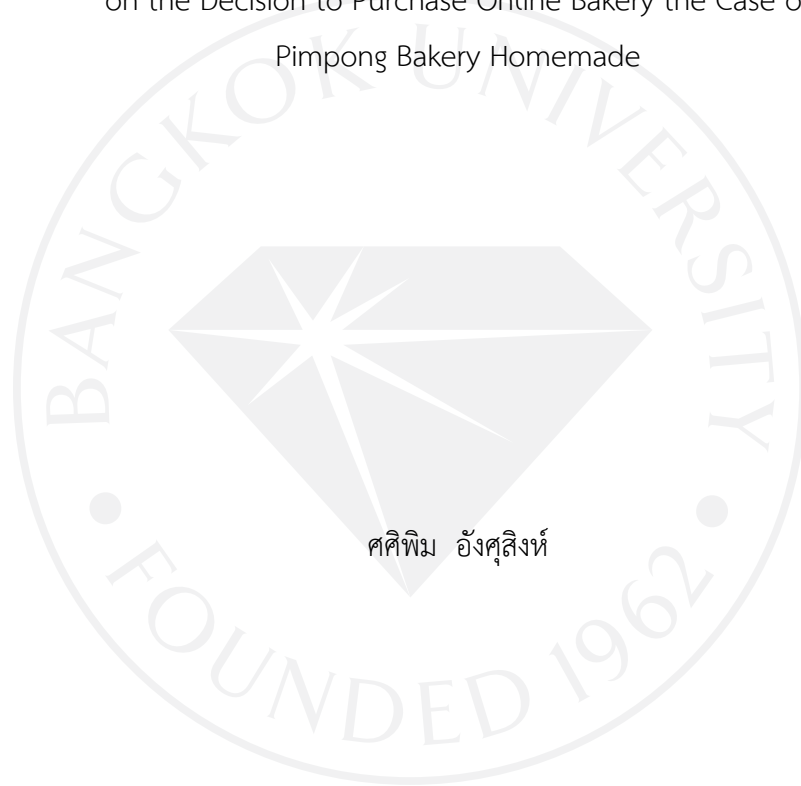 on the Decision to Purchase Online Bakery the Case o
Pimpong Bakery Homemade
BANGKOK UNIVERSITY
ศศิพิม อังศุสิงห์
FOUNDED 1962